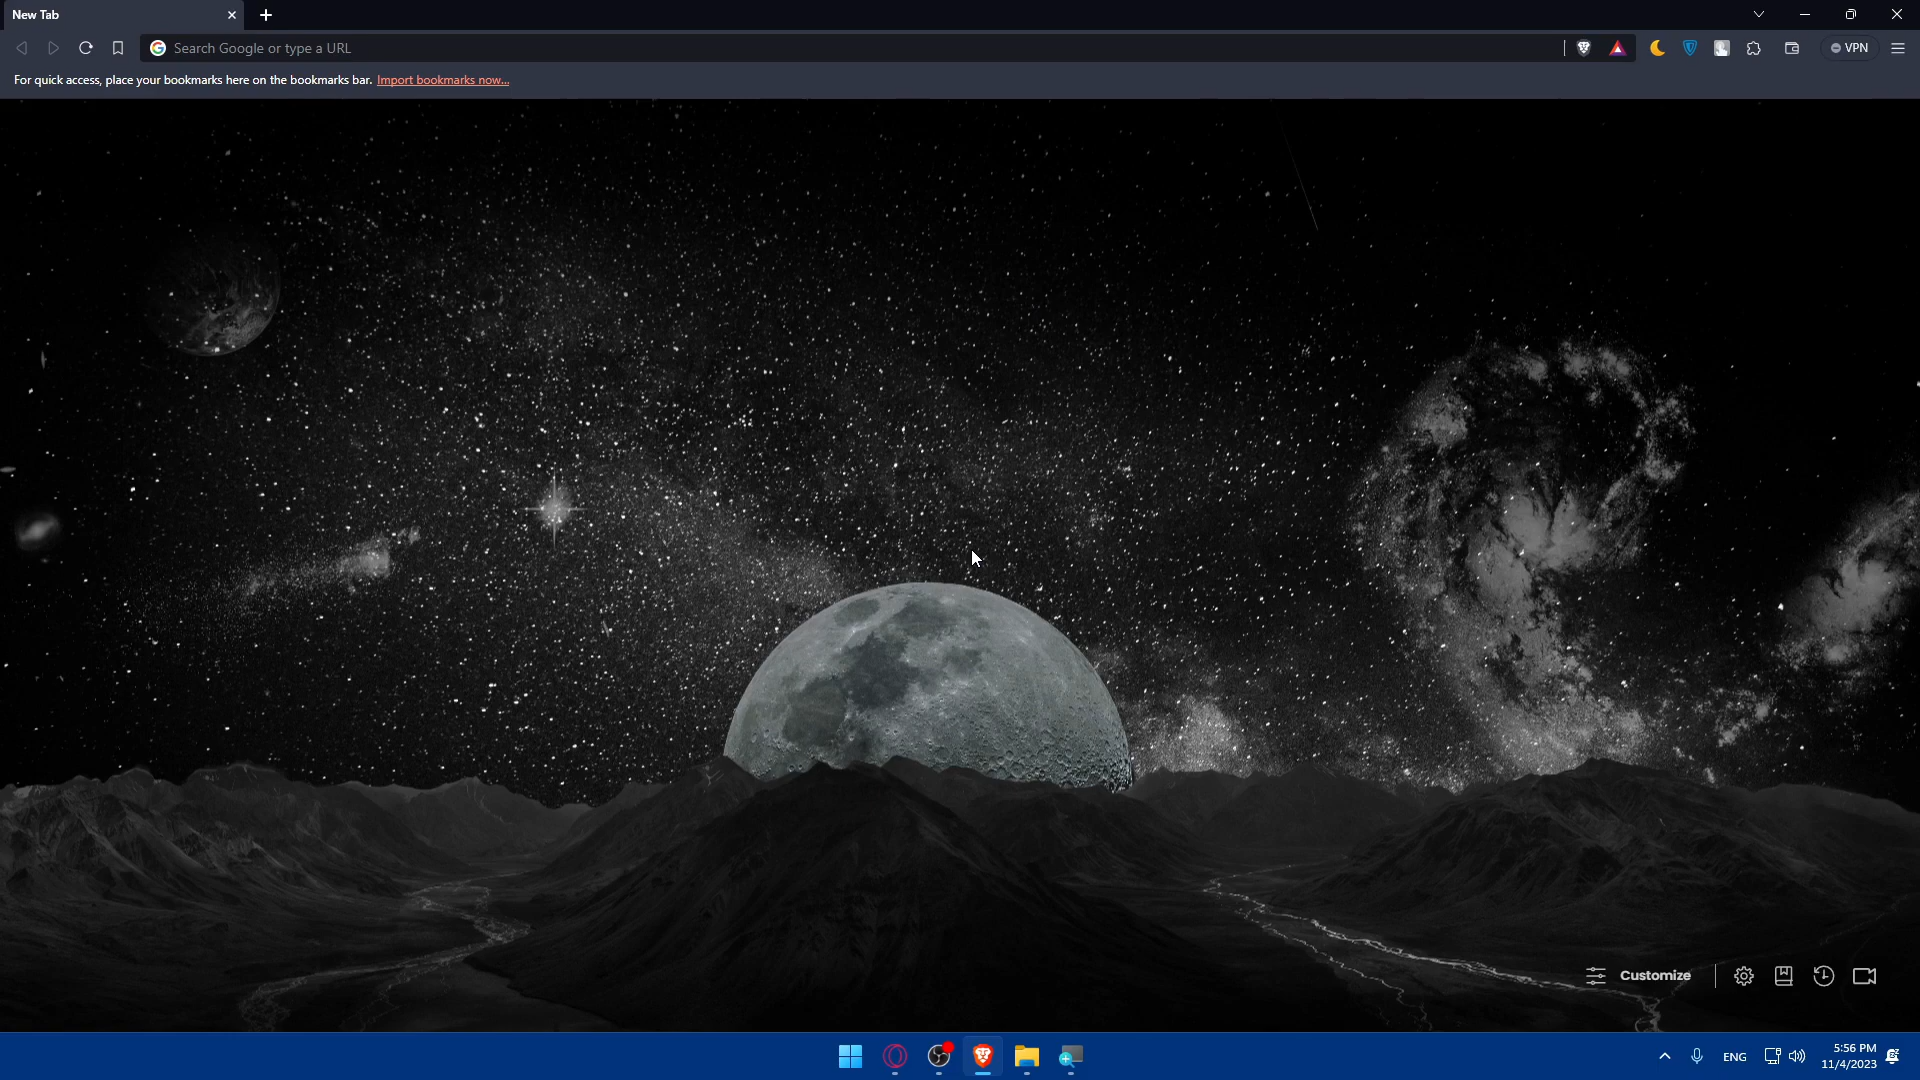 New Tab
Search Google or type a URL
VPN
For quick access, place your bookmarks here on the bookmarks bar. Import bookmarks now...
Customize
ENG
5:56 PM
11/4/2023